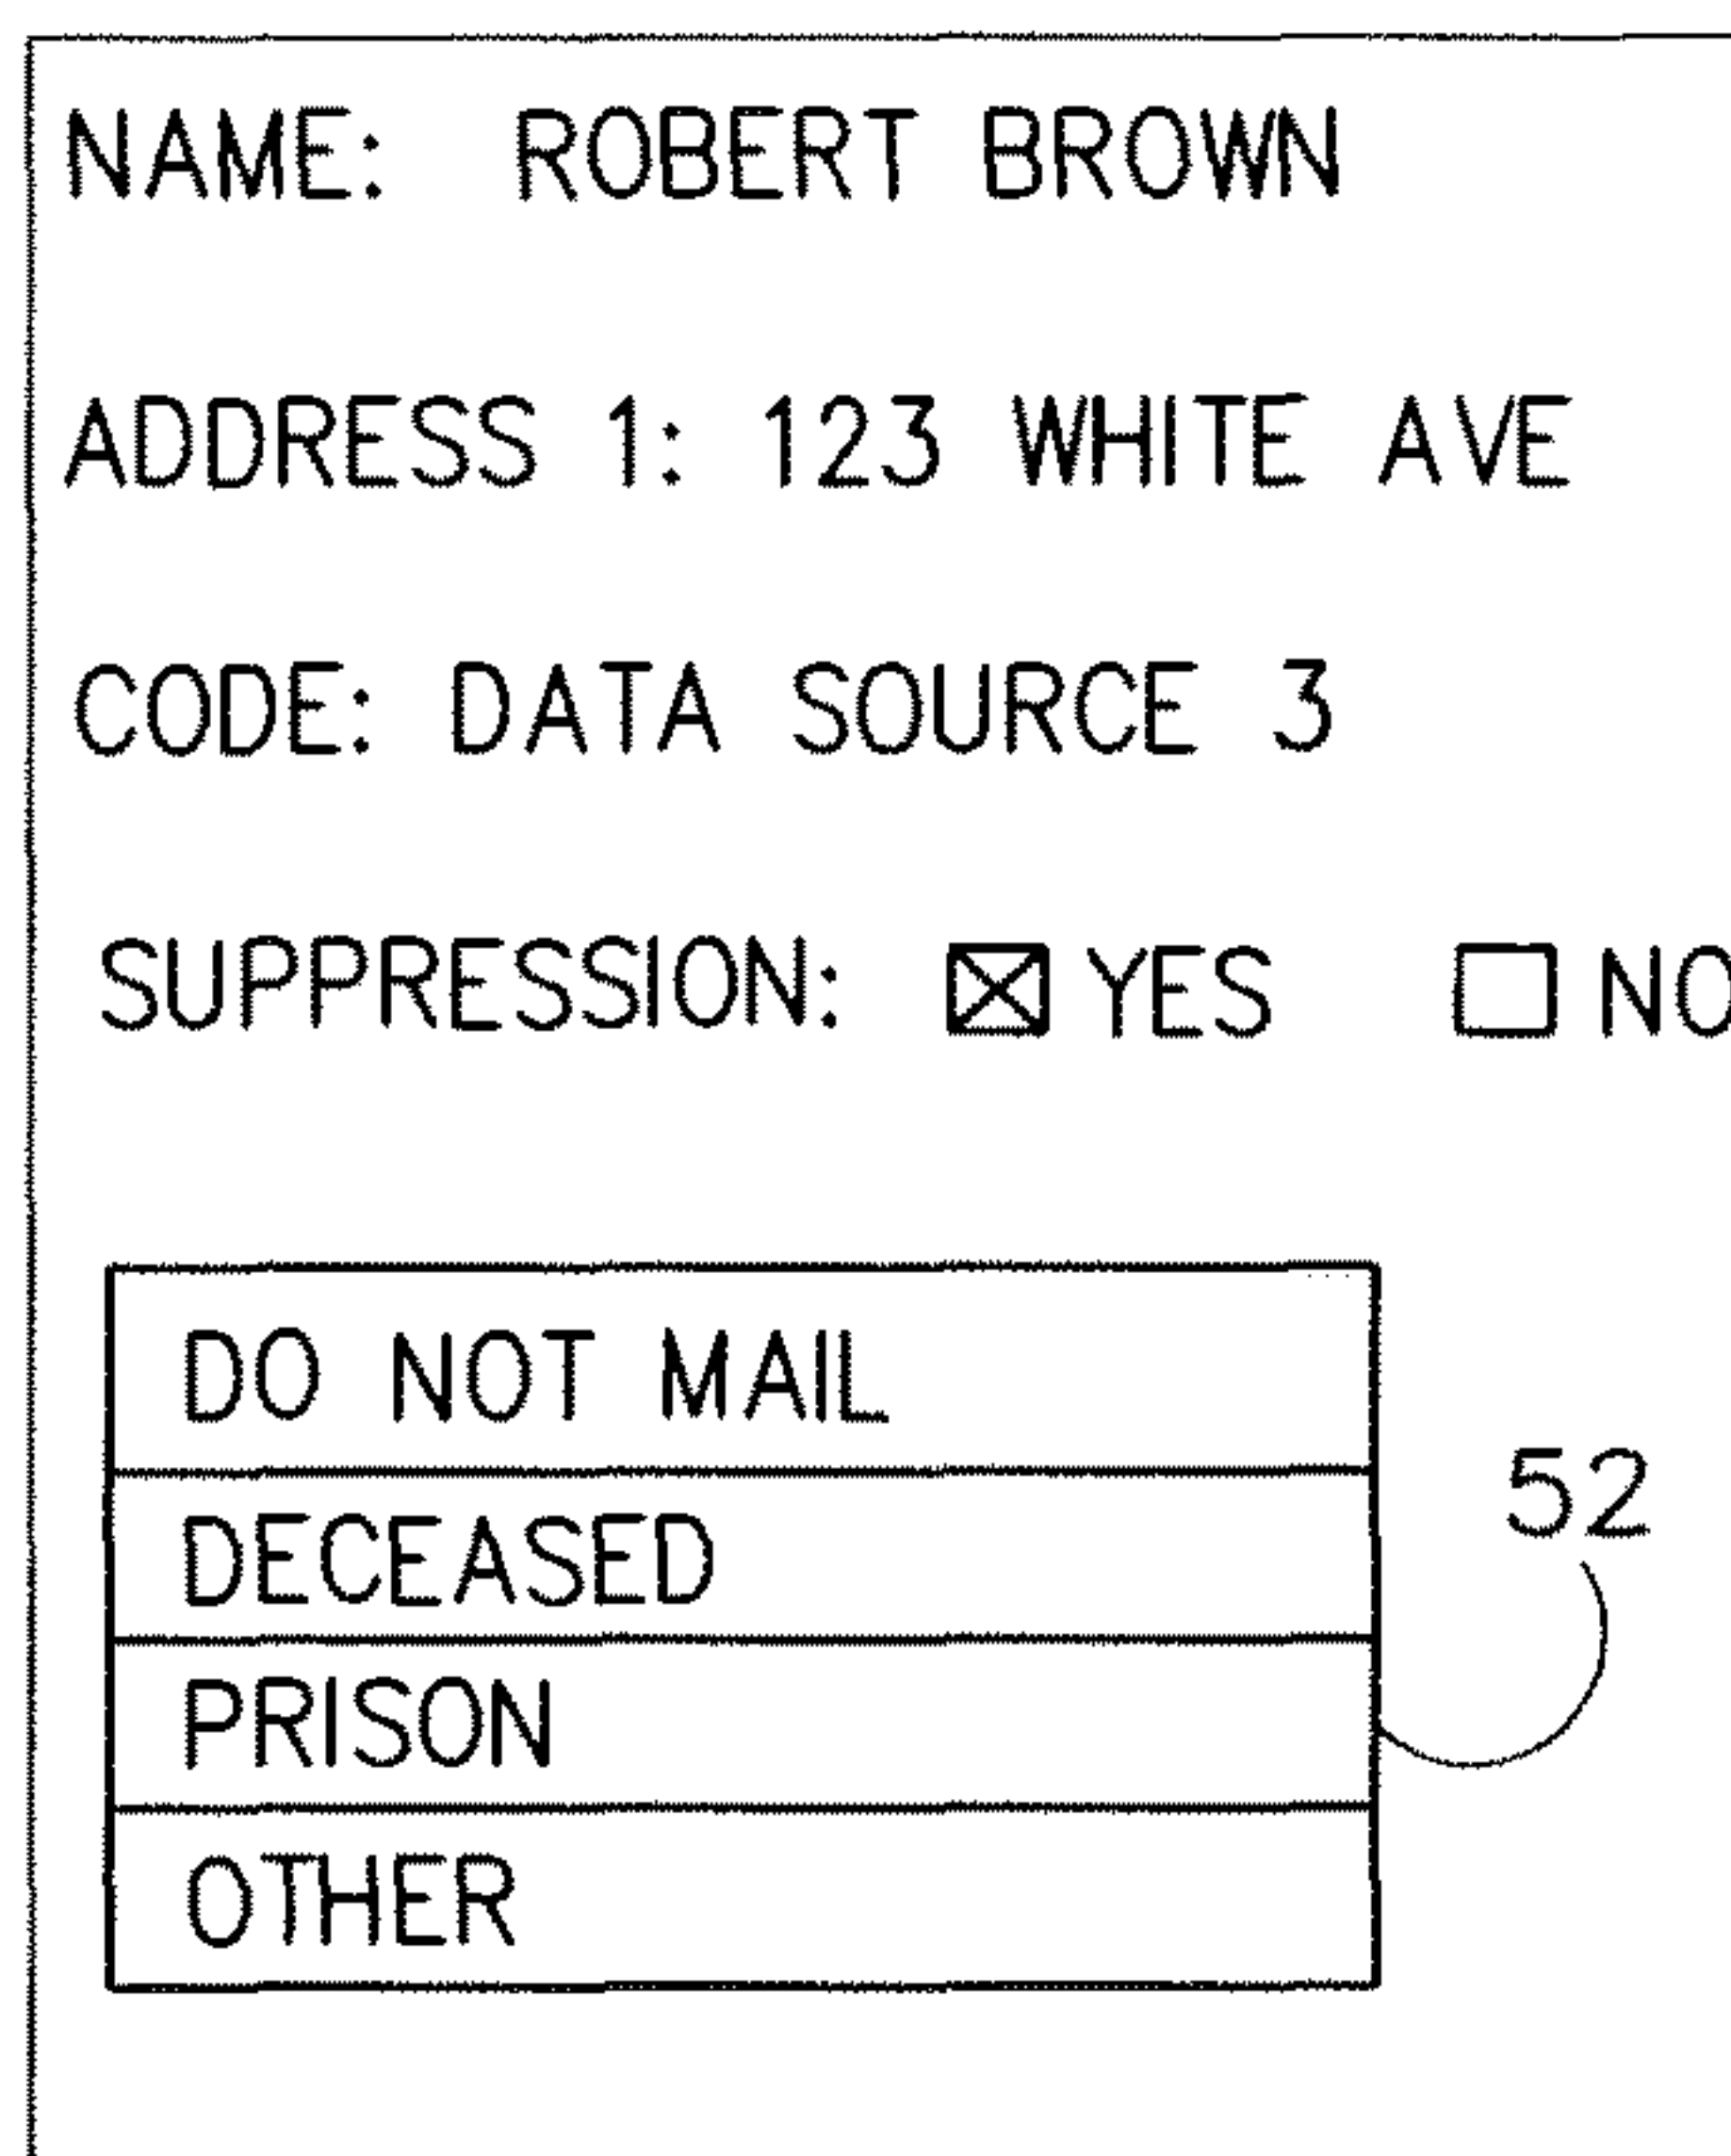 NAME: ROBERT BROWN
ADDRESS 1: 123 WHITE AVE
CODE: DATA SOURCE 3
SUPPRESSION: YES NO
DO NOT MAIL
DECEASED
52
PRISON
OTHER